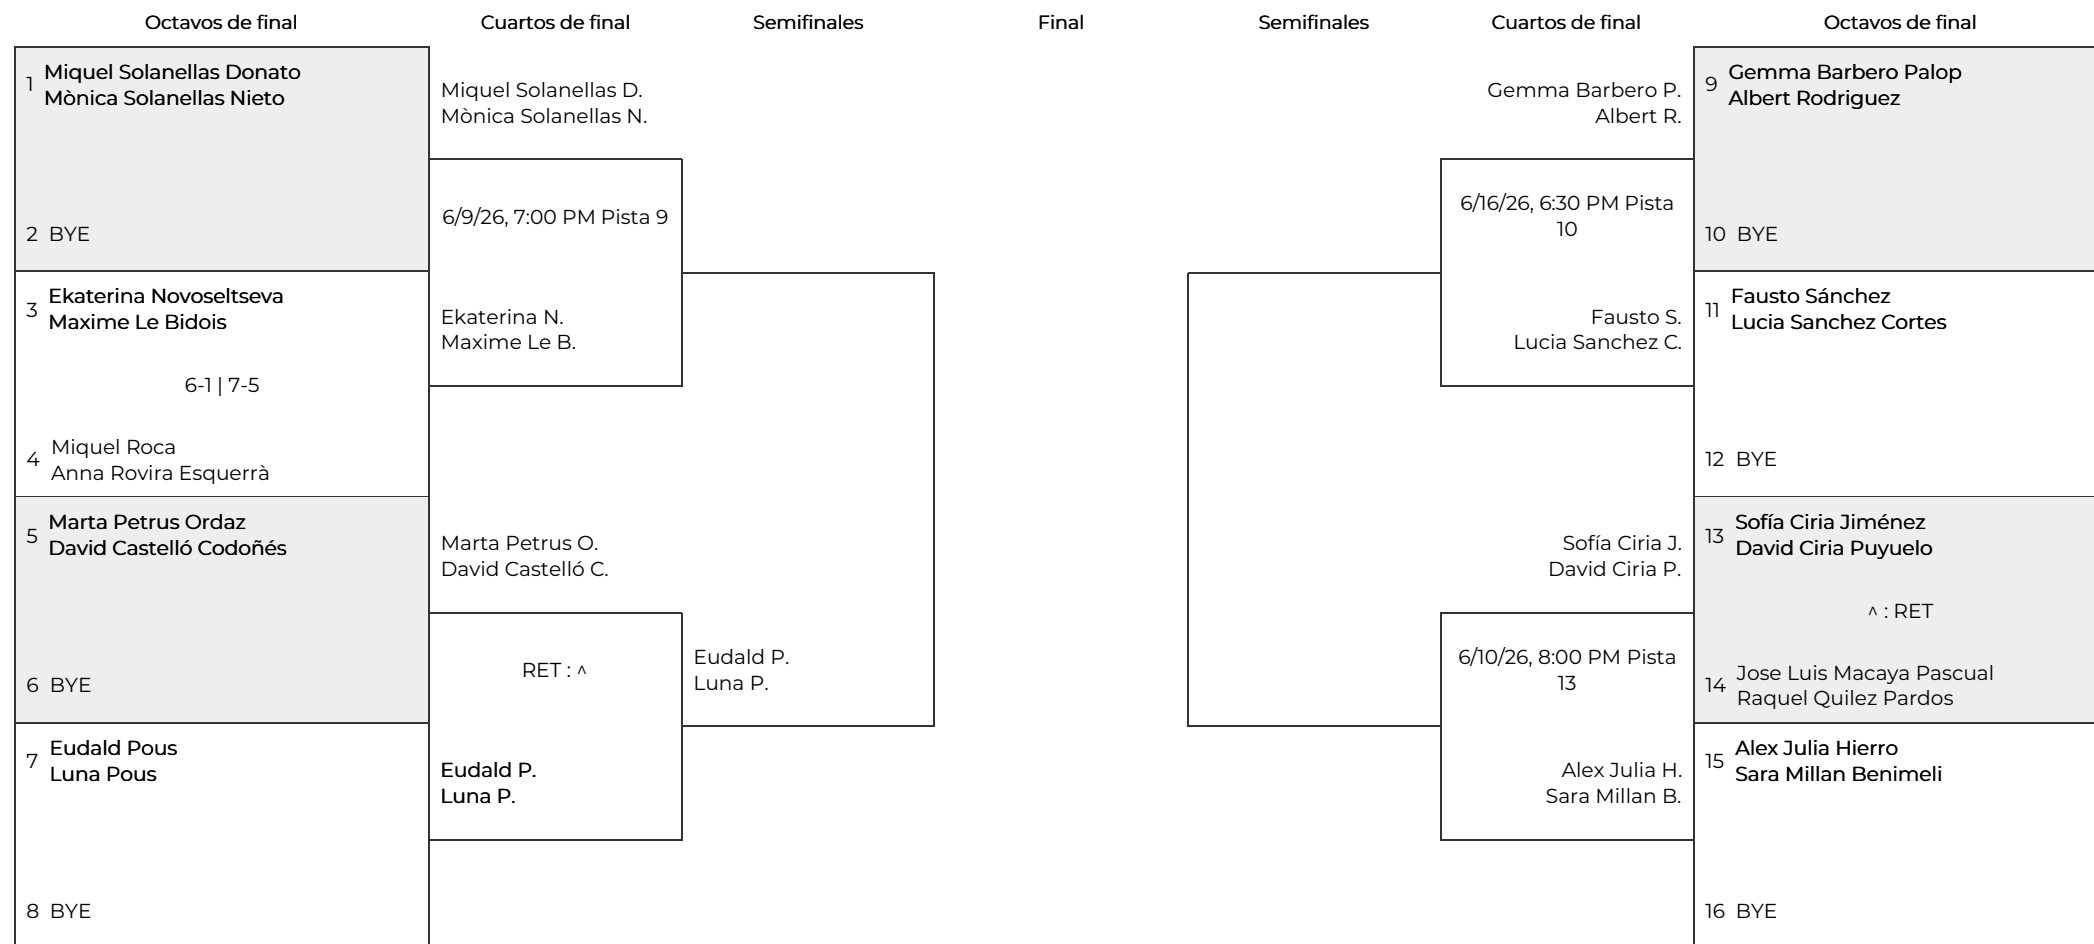 Octavos de final
Cuartos de final
Semifinales
Final
Semifinales
Cuartos de final
Octavos de final
1
Miquel Solanellas Donato
Mònica Solanellas Nieto
2 BYE
3
Ekaterina Novoseltseva
Maxime Le Bidois
6-1 | 7-5
4
Miquel Roca
Anna Rovira Esquerrà
5
Marta Petrus Ordaz
David Castelló Codoñés
6 BYE
7
Eudald Pous
Luna Pous
8 BYE
Miquel Solanellas D.
Mònica Solanellas N.
6/9/26, 7:00 PM Pista 9
Ekaterina N.
Maxime Le B.
Marta Petrus O.
David Castelló C.
RET : ^
Eudald P.
Luna P.
Eudald P.
Luna P.
Gemma Barbero P.
Albert R.
6/16/26, 6:30 PM Pista
10
Fausto S.
Lucia Sanchez C.
Sofía Ciria J.
David Ciria P.
6/10/26, 8:00 PM Pista
13
Alex Julia H.
Sara Millan B.
9
Gemma Barbero Palop
Albert Rodriguez
10 BYE
11
Fausto Sánchez
Lucia Sanchez Cortes
12 BYE
13
Sofía Ciria Jiménez
David Ciria Puyuelo
^ : RET
14
Jose Luis Macaya Pascual
Raquel Quilez Pardos
15
Alex Julia Hierro
Sara Millan Benimeli
16 BYE